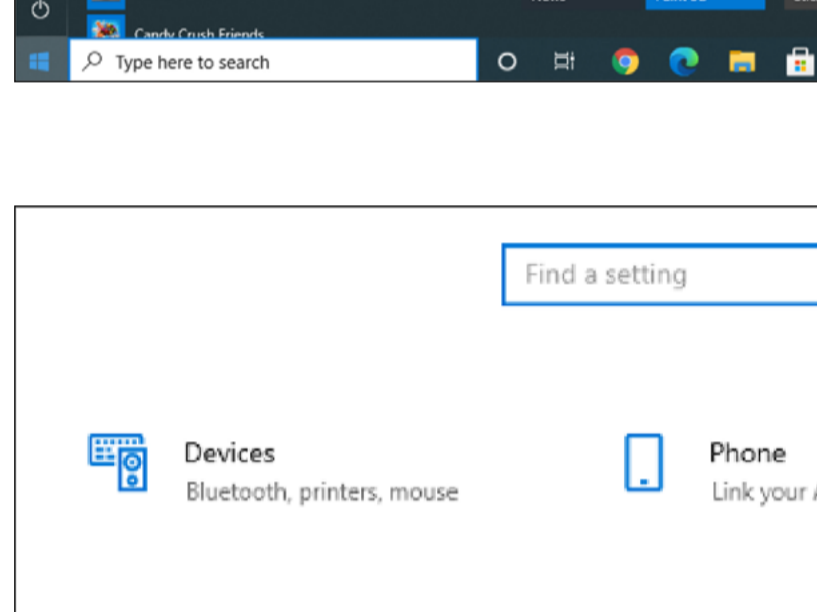 Candy Crush Friends
Type here to search
Find a setting
Devices
Phone
Bluetooth, printers, mouse
Link your